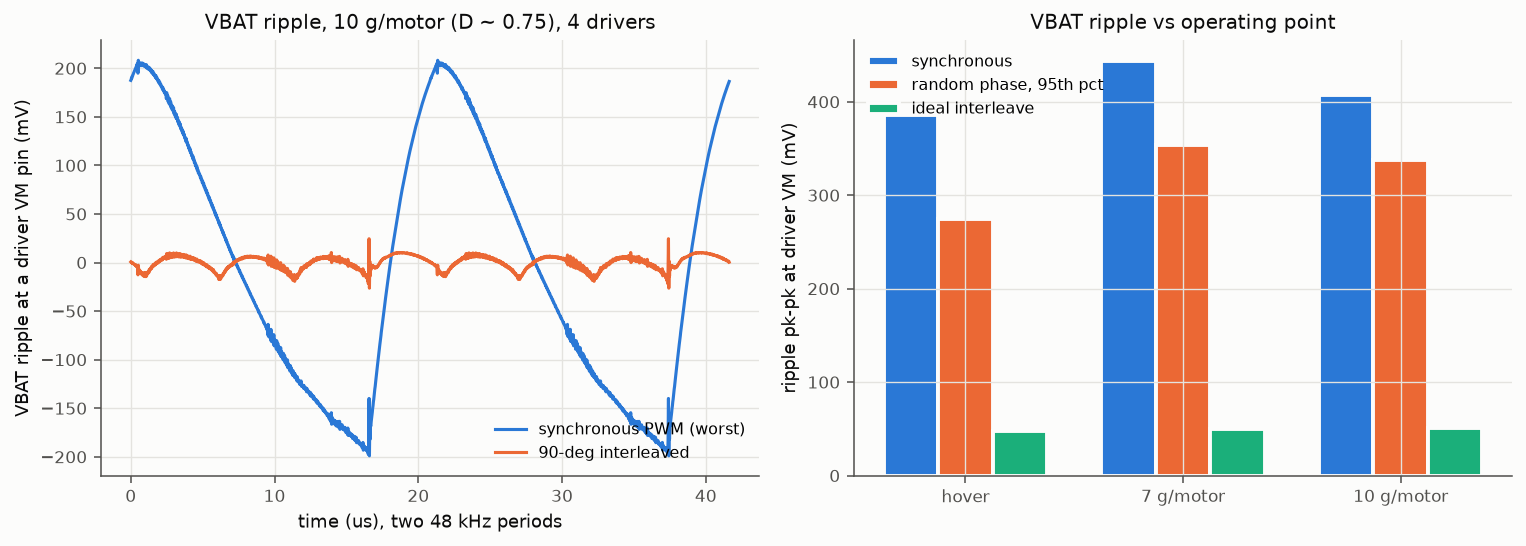 VBAT ripple, 10 g/motor (D ~ 0.75), 4 drivers
VBAT ripple at a driver VM pin (mV)
200
150
100
50
0
−50
−100
−150
−200
synchronous PWM (worst)
90-deg interleaved
0
10
20
30
40
time (us), two 48 kHz periods
VBAT ripple vs operating point
ripple pk-pk at driver VM (mV)
synchronous
random phase, 95th pct
ideal interleave
400
300
200
100
0
hover
7 g/motor
10 g/motor